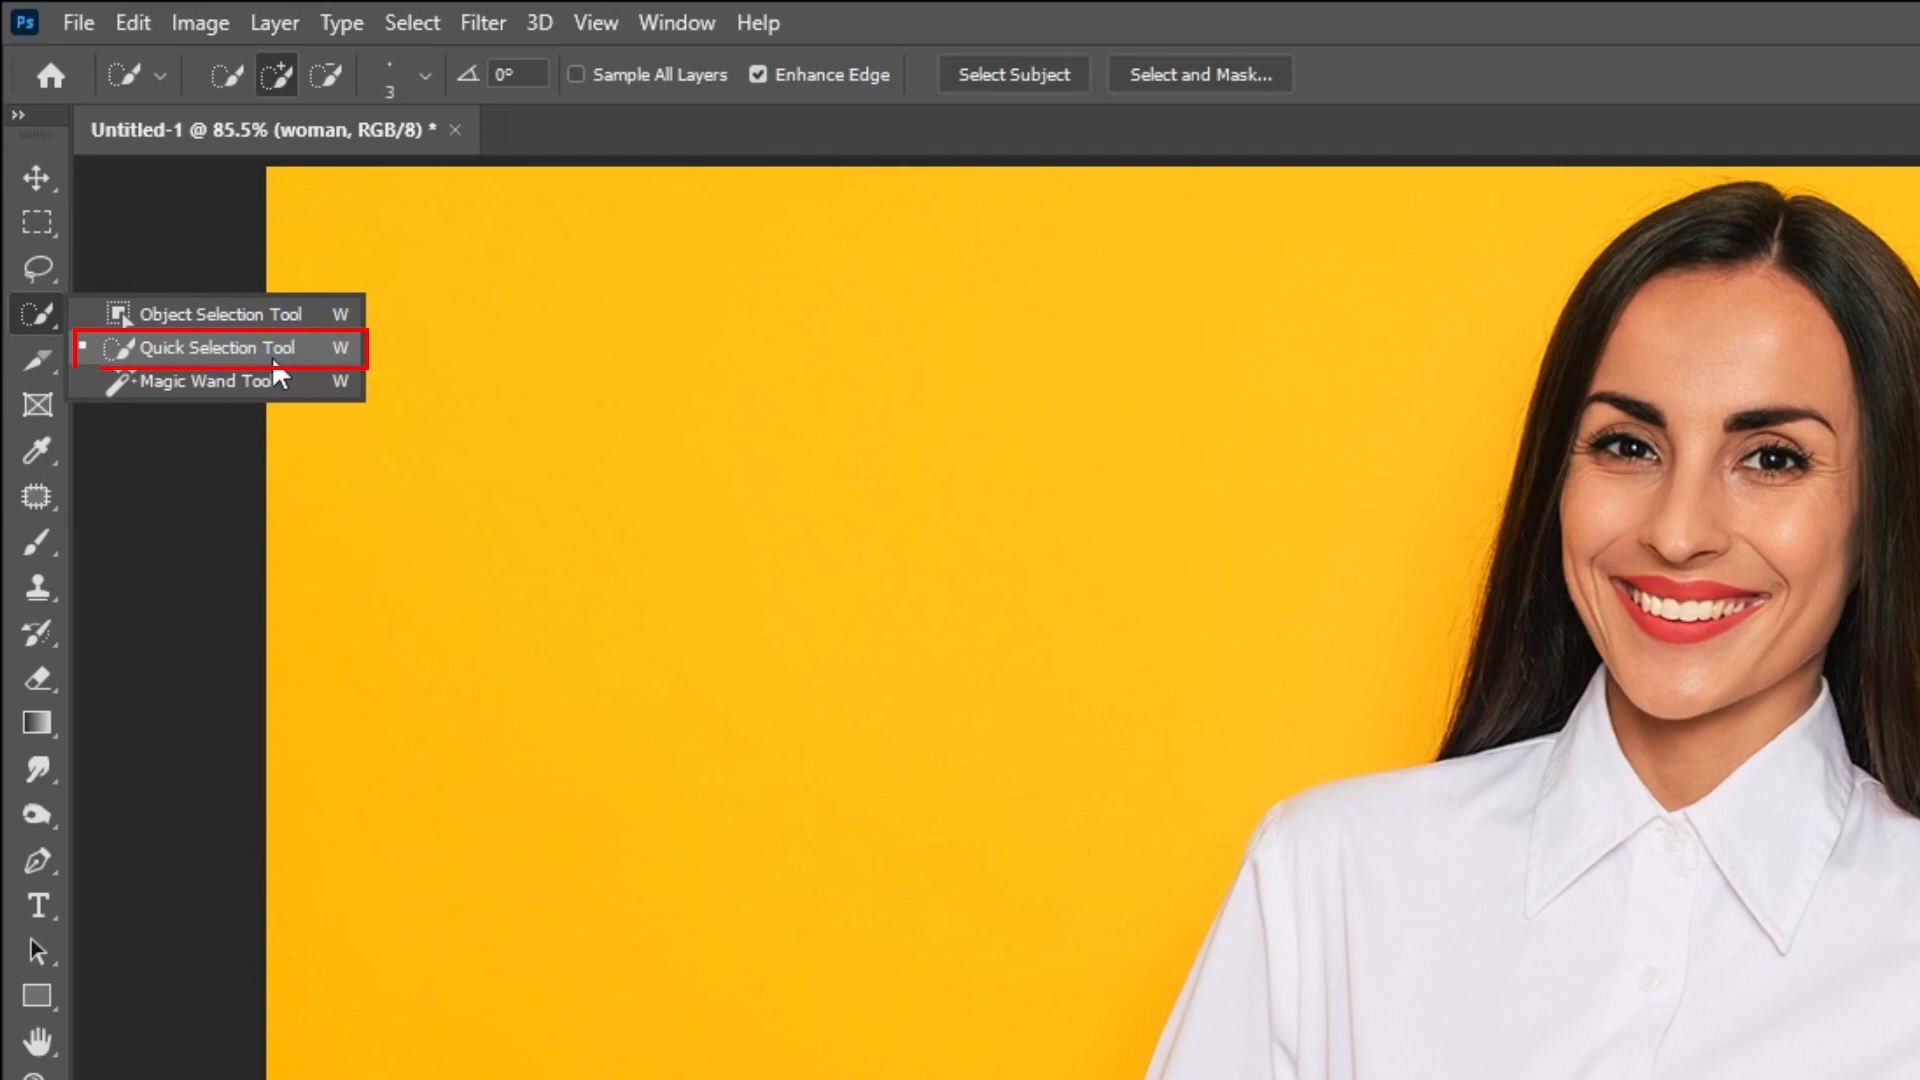 Ps File Edit Image Layer Type Select Filter 3D View Window Help
3 0° Sample All Layers Enhance Edge Select Subject Select and Mask...
Untitled-1 @ 85.5% (woman, RGB/8) * ×
Object Selection Tool W
Quick Selection Tool W
Magic Wand Tool W
T